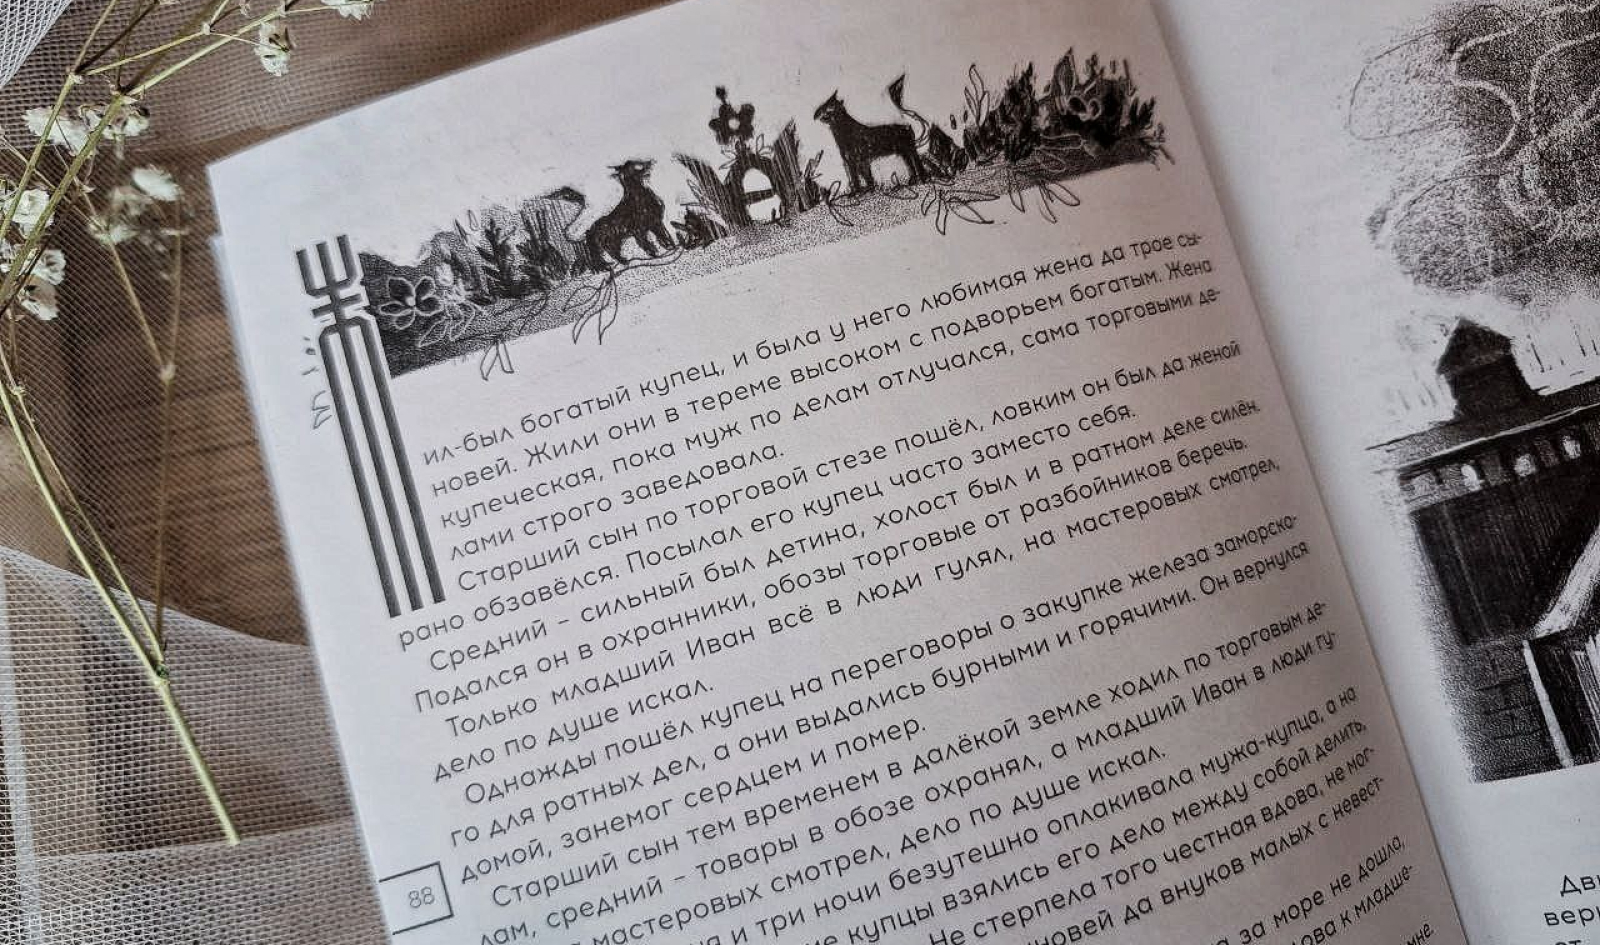 Жил-был богатый купец, и была у него любимая жена да трое сы-
новей. Жили они в тереме высоком с подворьем богатым. Жена
купеческая, пока муж по делам отлучался, сама торговыми де-
лами строго заведовала.
Старший сын по торговой стезе пошёл, ловким он был да женой
рано обзавёлся. Посылал его купец часто заместо себя.
Средний – сильный был детина, холост был и в ратном деле силён.
Подался он в охранники, обозы торговые от разбойников беречь.
Только младший Иван всё в люди гулял, на мастеровых смотрел,
дело по душе искал.
Однажды пошёл купец на переговоры о закупке железа заморско-
го для ратных дел, а они выдались бурными и горячими. Он вернулся
домой, занемог сердцем и помер.
Старший сын тем временем в далёкой земле ходил по торговым де-
лам, средний – товары в обозе охранял, а младший Иван в люди гу-
мастеровых смотрел, дело по душе искал.
и три ночи безутешно оплакивала мужа-купца, а на
купцы взялись его дело между собой делить,
Не стерпела того честная вдова, не мог-
да внуков малых с невест-
за море не дошло,
к младше-
88
Дв
вер